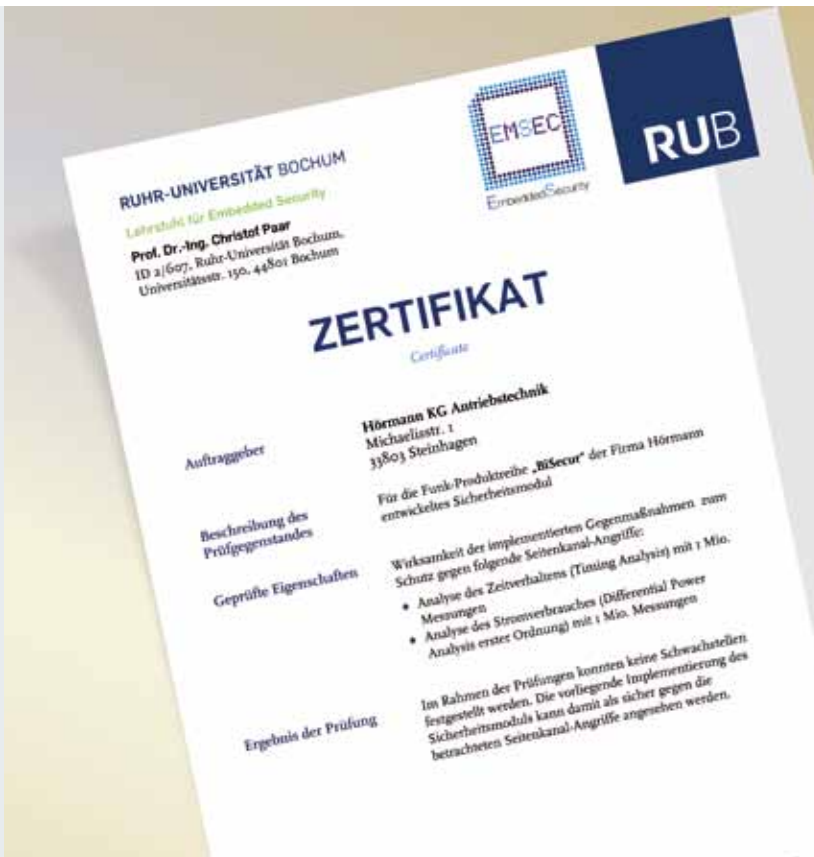 RUHR-UNIVERSITÄT BOCHUM
Lehrstuhl für Embedded Security
Prof. Dr.-Ing. Christof Paar
ID 2/607, Ruhr-Universität Bochum,
Universitätsstr. 150, 44801 Bochum
EMSEC
EmbeddedSecurity
RUB
ZERTIFIKAT
Certificate
Auftraggeber
Hörmann KG Antriebstechnik
Michaelisstr. 1
33803 Steinhagen
Beschreibung des
Prüfgegenstandes
Für die Funk-Produktreihe „BiSecur" der Firma Hörmann
entwickeltes Sicherheitsmodul
Geprüfte Eigenschaften
Wirksamkeit der implementierten Gegenmaßnahmen zum
Schutz gegen folgende Seitenkanal-Angriffe:
• Analyse des Zeitverhaltens (Timing Analysis) mit 1 Mio.
Messungen
• Analyse des Stromverbrauches (Differential Power
Analysis erster Ordnung) mit 1 Mio. Messungen
Ergebnis der Prüfung
Im Rahmen der Prüfungen konnten keine Schwachstellen
festgestellt werden. Die vorliegende Implementierung des
Sicherheitsmoduls kann damit als sicher gegen die
betrachteten Seitenkanal-Angriffe angesehen werden.